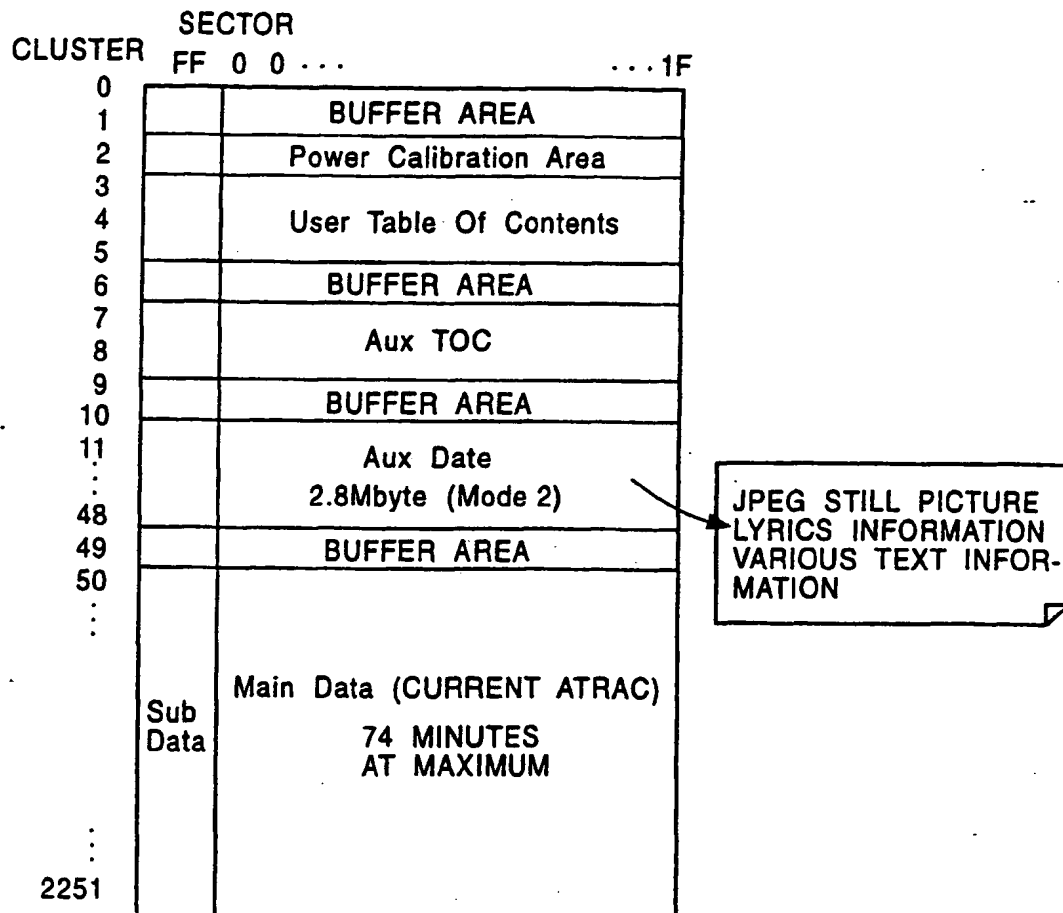 SECTOR
CLUSTER FF 0 0 ··· ···1F
0
1 BUFFER AREA
2 Power Calibration Area
3
4 User Table Of Contents
5
6 BUFFER AREA
7
8 Aux TOC
9
10 BUFFER AREA
11 Aux Date
2.8Mbyte (Mode 2)
48
49 BUFFER AREA
50
JPEG STILL PICTURE
LYRICS INFORMATION
VARIOUS TEXT INFOR-
MATION
Main Data (CURRENT ATRAC)
74 MINUTES
AT MAXIMUM
Sub
Data
2251